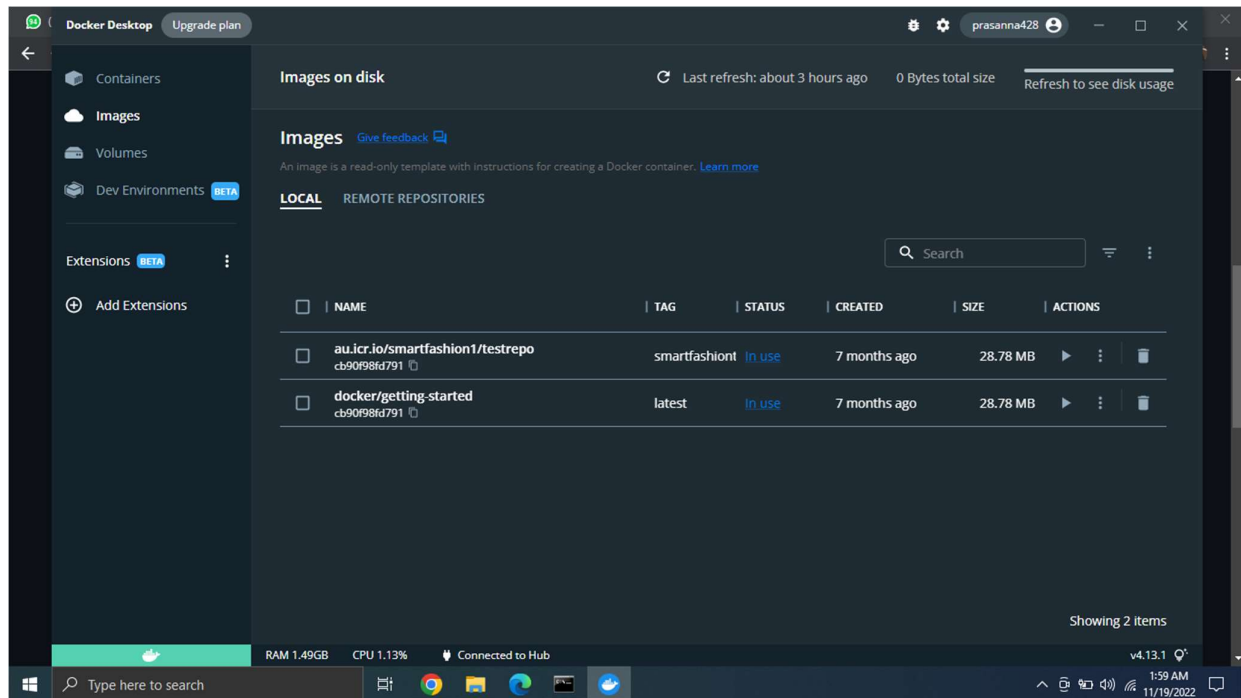 94
Docker Desktop Upgrade plan prasanna428
Containers
Images
Volumes
Dev Environments BETA
Extensions BETA
Add Extensions
Images on disk Last refresh: about 3 hours ago 0 Bytes total size Refresh to see disk usage
Images Give feedback
An image is a read-only template with instructions for creating a Docker container. Learn more
LOCAL REMOTE REPOSITORIES
Search
NAME TAG STATUS CREATED SIZE ACTIONS
au.icr.io/smartfashion1/testrepo smartfashiont In use 7 months ago 28.78 MB
cb90f98fd791
docker/getting-started latest In use 7 months ago 28.78 MB
cb90f98fd791
Showing 2 items
RAM 1.49GB CPU 1.13% Connected to Hub v4.13.1
Type here to search 1:59 AM
11/19/2022